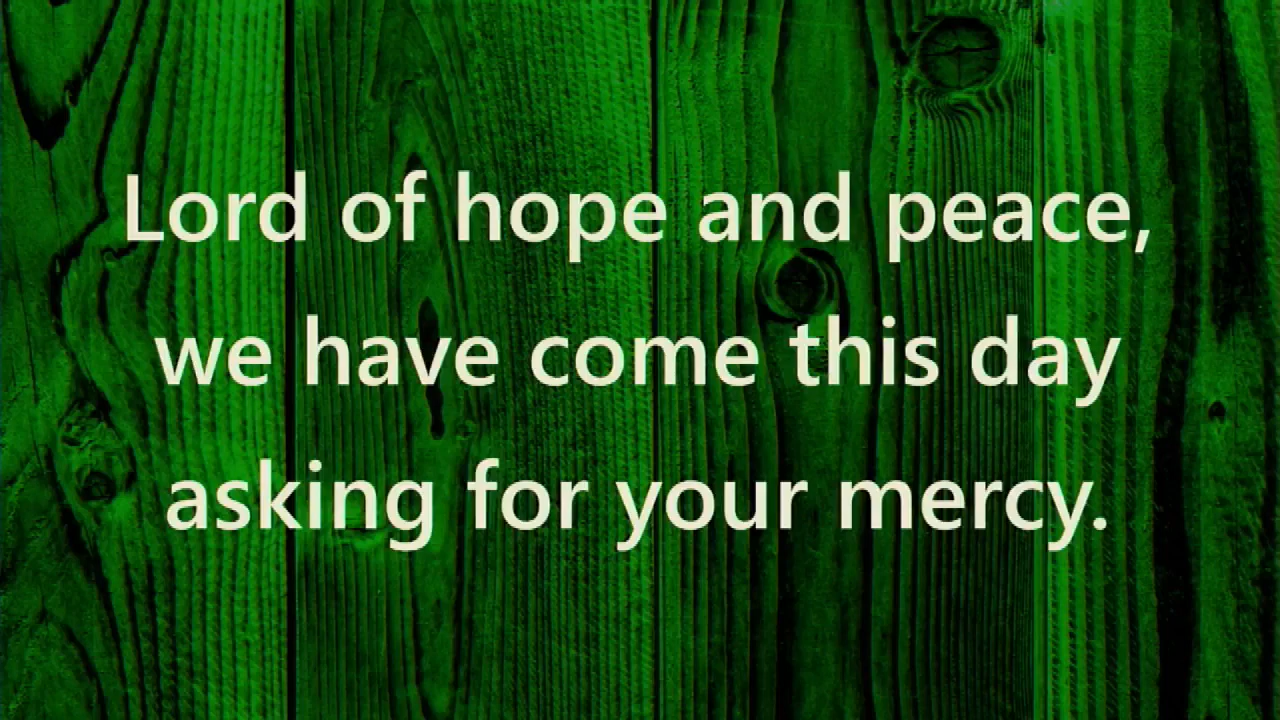 Lord of hope and peace,
we have come this day
asking for your mercy.